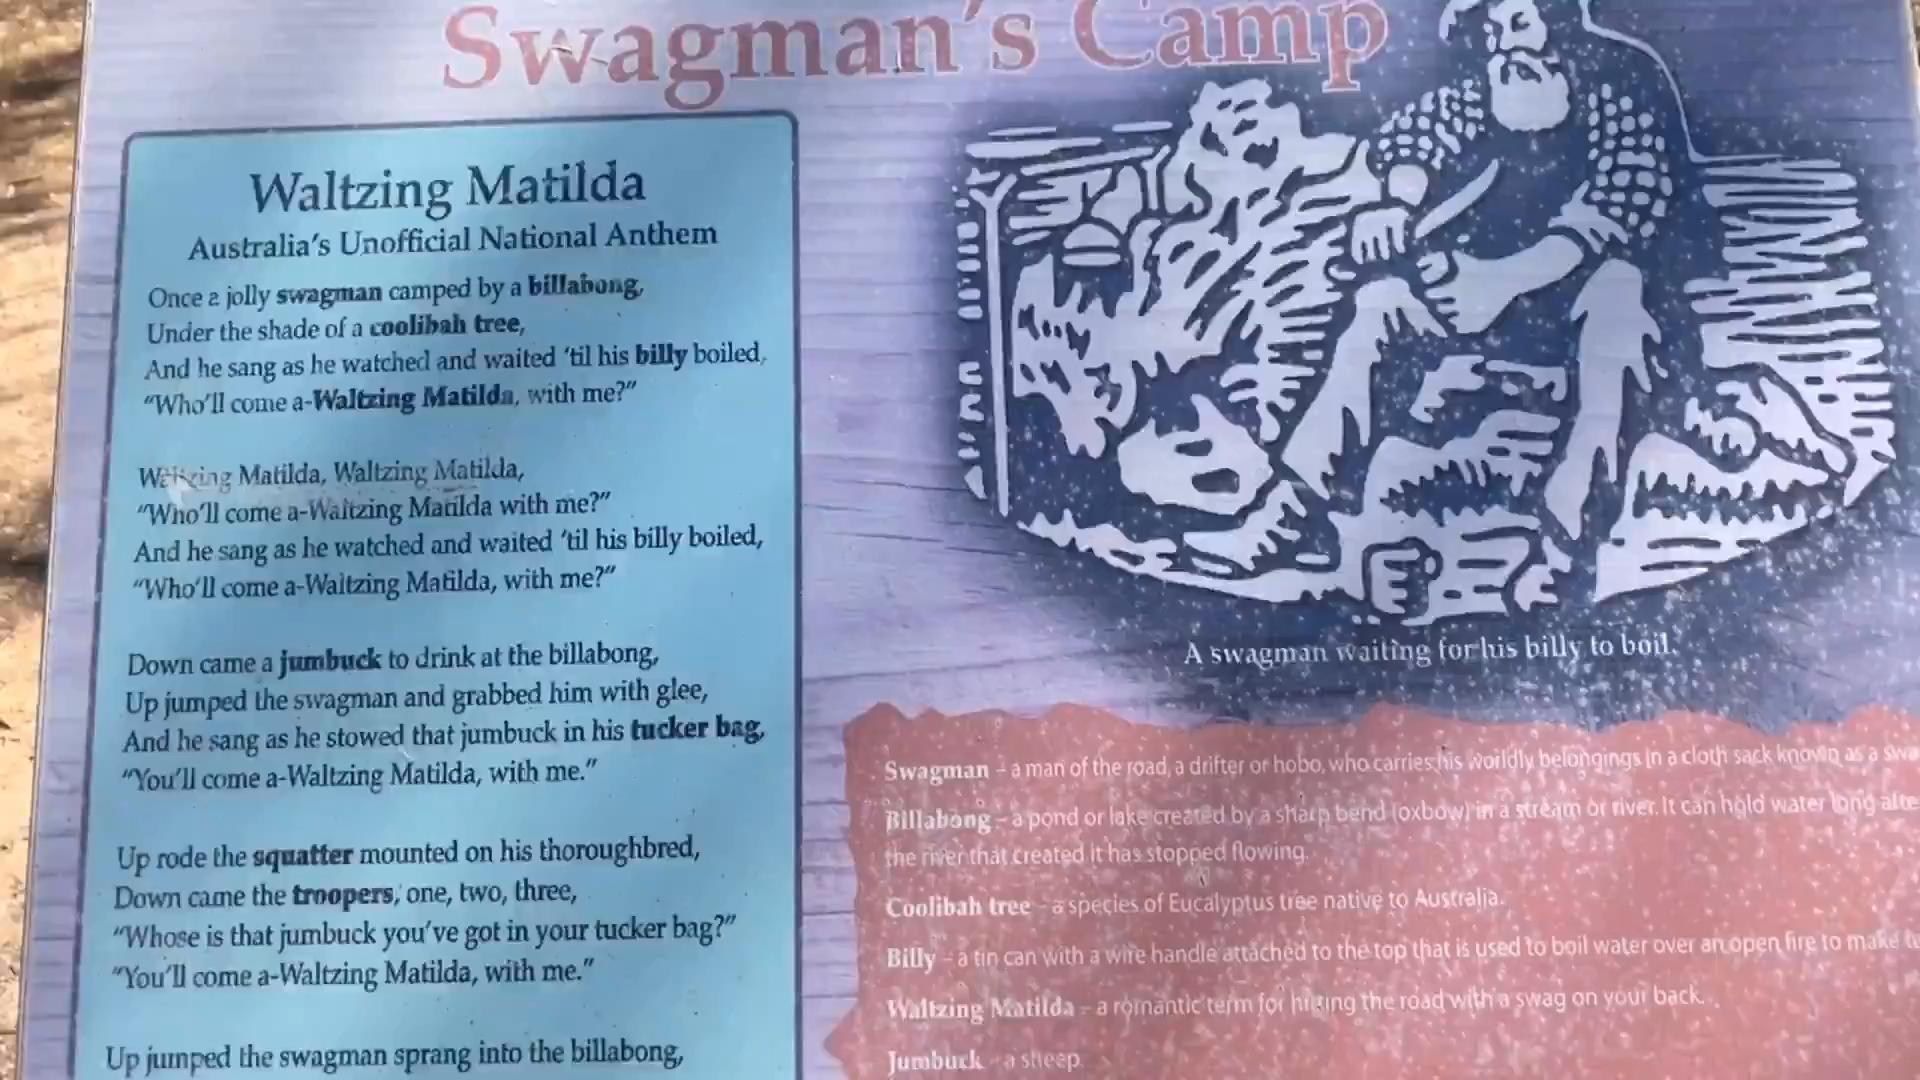 Swagman's Camp
Waltzing Matilda
Australia's Unofficial National Anthem
Once a jolly swagman camped by a billabong,
Under the shade of a coolibah tree,
And he sang as he watched and waited 'til his billy boiled,
"Who'll come a-Waltzing Matilda, with me?"
Waltzing Matilda, Waltzing Matilda,
"Who'll come a-Waltzing Matilda with me?"
And he sang as he watched and waited 'til his billy boiled,
"Who'll come a-Waltzing Matilda, with me?"
Down came a jumbuck to drink at the billabong,
Up jumped the swagman and grabbed him with glee,
And he sang as he stowed that jumbuck in his tucker bag,
"You'll come a-Waltzing Matilda, with me."
Up rode the squatter mounted on his thoroughbred,
Down came the troopers, one, two, three,
"Whose is that jumbuck you've got in your tucker bag?"
"You'll come a-Waltzing Matilda, with me."
Up jumped the swagman sprang into the billabong,
A swagman waiting for his billy to boil.
Swagman – a man of the road, a drifter or hobo, who carries his worldly belongings in a cloth sack known as a
Billabong – a pond or lake created by a sharp bend (oxbow) in a stream or river. It can hold water long
the river that created it has stopped flowing.
Coolibah tree – a species of Eucalyptus tree native to Australia.
Billy – a tin can with a wire handle attached to the top that is used to boil water over an open fire to make
Waltzing Matilda – a romantic term for hitting the road with a swag on your back.
Jumbuck – a sheep.